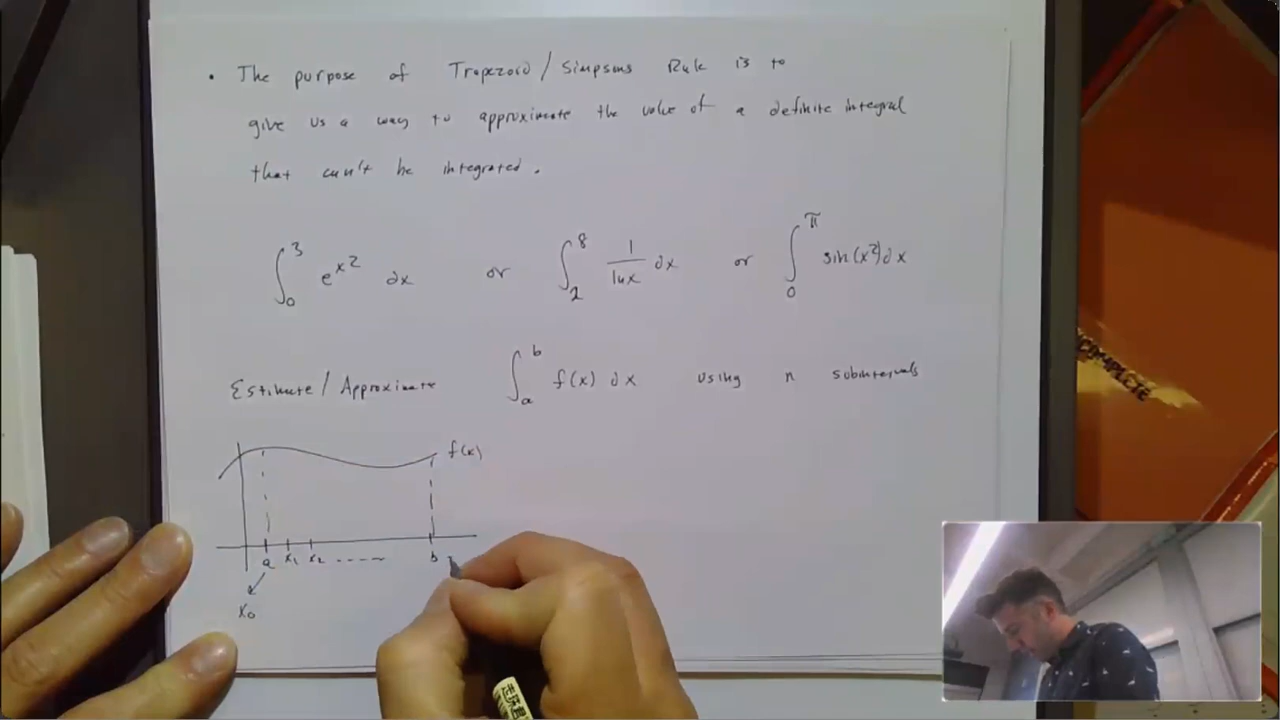 • The purpose of Trapezoid / Simpsons Rule is to
give us a way to approximate the value of a definite integral
that can't be integrated.
∫₀³ e^x² dx or ∫₂⁸ 1/lnx dx or ∫₀^π sin(x²)dx
Estimate / Approximate ∫ₐᵇ f(x) dx using n subintervals
f(x)
a x₁ x₂ ----- b
x₀
COMPLETE